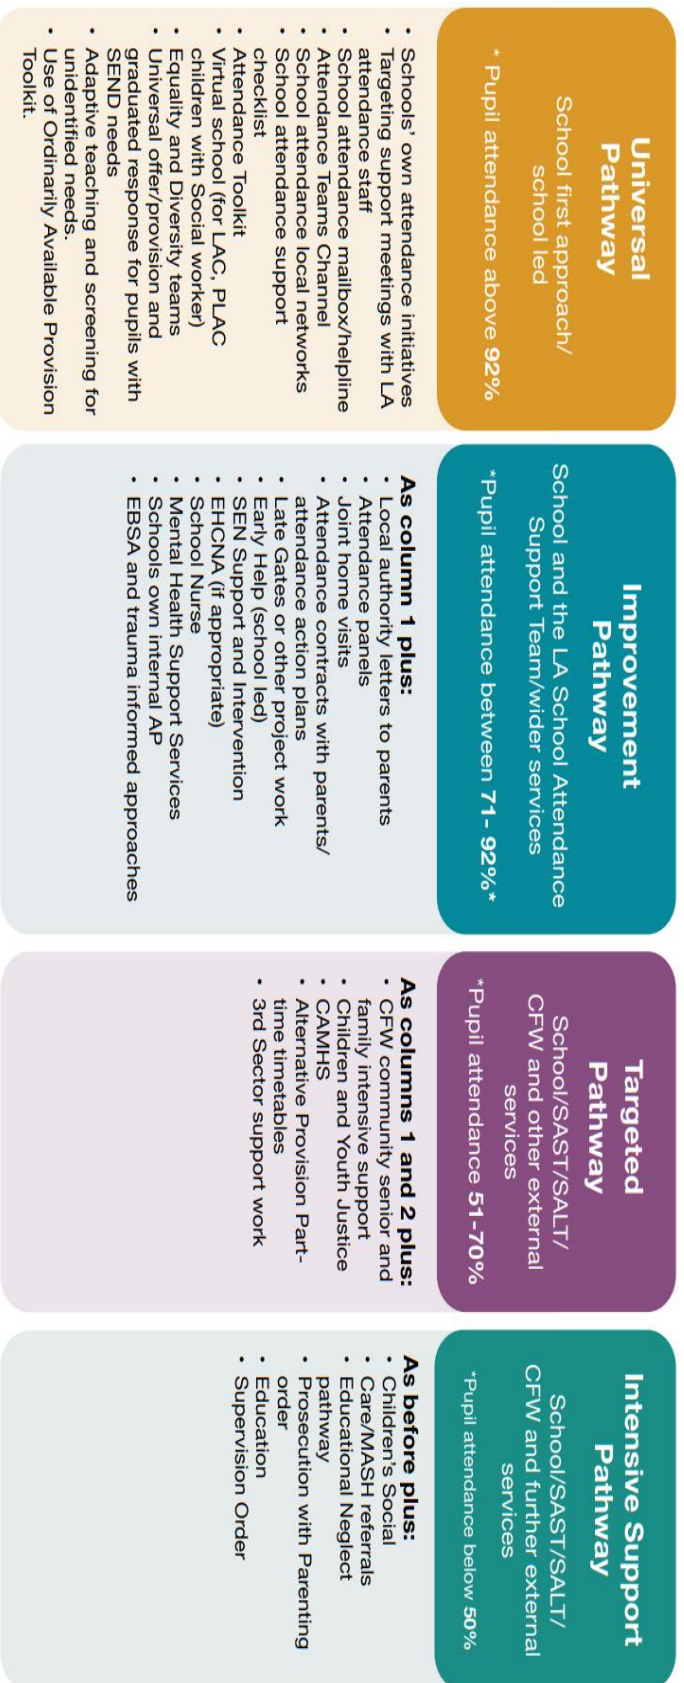 Universal
Pathway
School first approach/
school led
* Pupil attendance above 92%
• Schools' own attendance initiatives
• Targeting support meetings with LA
attendance staff
• School attendance mailbox/helpline
• Attendance Teams Channel
• School attendance local networks
• School attendance support
checklist
• Attendance Toolkit
• Virtual school (for LAC, PLAC
children with Social worker)
• Equality and Diversity teams
• Universal offer/provision and
graduated response for pupils with
SEND needs
• Adaptive teaching and screening for
unidentified needs.
• Use of Ordinarily Available Provision
Toolkit.
Improvement
Pathway
School and the LA School Attendance
Support Team/wider services
*Pupil attendance between 71- 92%*
As column 1 plus:
• Local authority letters to parents
• Attendance panels
• Joint home visits
• Attendance contracts with parents/
attendance action plans
• Late Gates or other project work
• Early Help (school led)
• SEN Support and Intervention
• EHCNA (if appropriate)
• School Nurse
• Mental Health Support Services
• Schools own internal AP
• EBSA and trauma informed approaches
Targeted
Pathway
School/SAST/SALT/
CFW and other external
services
*Pupil attendance 51-70%
As columns 1 and 2 plus:
• CFW community senior and
family intensive support
• Children and Youth Justice
• CAMHS
• Alternative Provision Part-
time timetables
• 3rd Sector support work
Intensive Support
Pathway
School/SAST/SALT/
CFW and further external
services
*Pupil attendance below 50%
As before plus:
• Children's Social
• Care/MASH referrals
• Educational Neglect
pathway
• Prosecution with Parenting
order
• Education
• Supervision Order